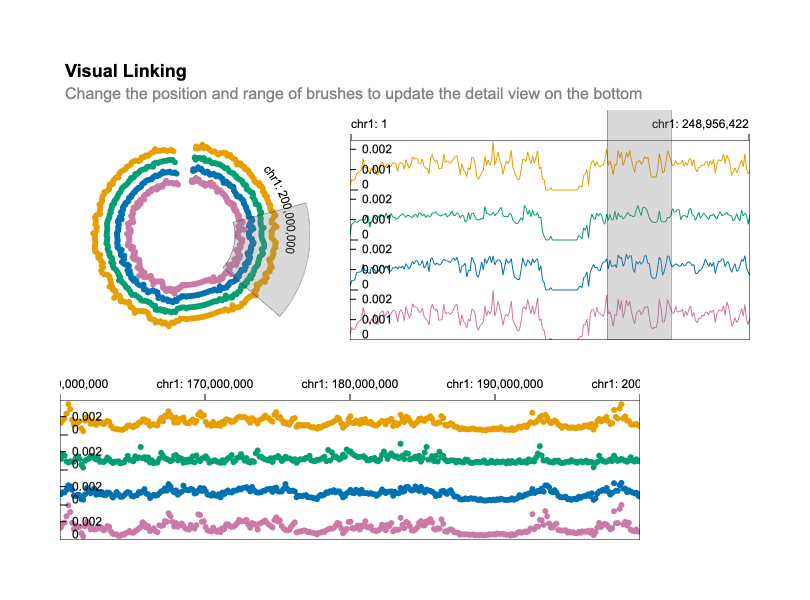 Visual Linking
Change the position and range of brushes to update the detail view on the bottom
chr1: 200,000,000
chr1: 1
chr1: 248,956,422
0.002
0.001
0
0.002
0.001
0
0.002
0.001
0
0.002
0.001
0
0,000,000
chr1: 170,000,000
chr1: 180,000,000
chr1: 190,000,000
chr1: 200
0.002
0
0.002
0
0.002
0
0.002
0